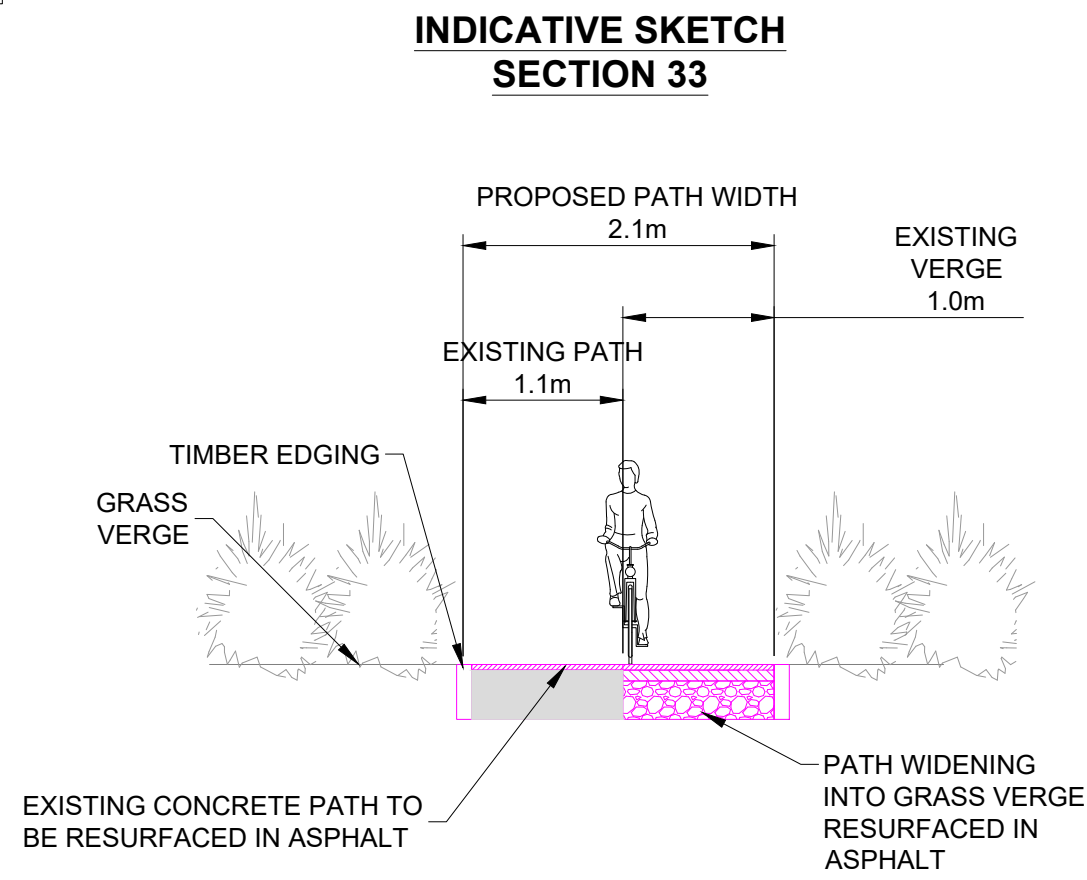 INDICATIVE SKETCH
SECTION 33
PROPOSED PATH WIDTH
2.1m
EXISTING
VERGE
1.0m
EXISTING PATH
1.1m
TIMBER EDGING
GRASS
VERGE
EXISTING CONCRETE PATH TO
BE RESURFACED IN ASPHALT
PATH WIDENING
INTO GRASS VERGE
RESURFACED IN
ASPHALT